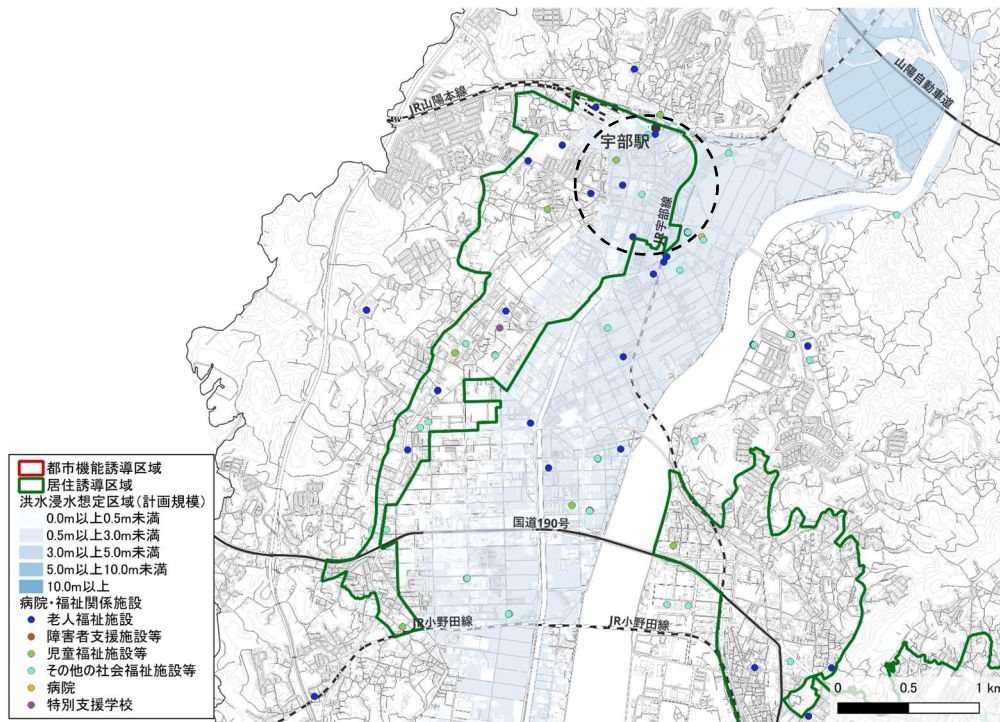 山陽自動車道
JR山陽本線
宇部駅
JR宇部線
国道190号
JR小野田線
JR小野田線
都市機能誘導区域
居住誘導区域
洪水浸水想定区域(計画規模)
0.0m以上0.5m未満
0.5m以上3.0m未満
3.0m以上5.0m未満
5.0m以上10.0m未満
10.0m以上
病院・福祉関係施設
老人福祉施設
障害者支援施設等
児童福祉施設等
その他の社会福祉施設等
病院
特別支援学校
0 0.5 1 km